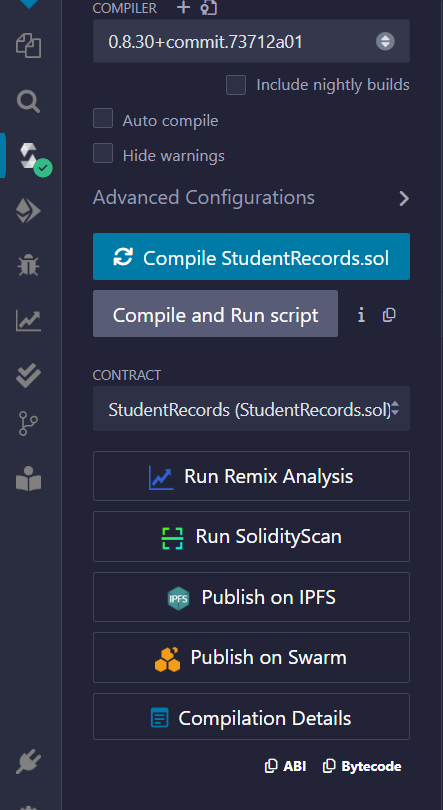 COMPILER
0.8.30+commit.73712a01
Include nightly builds
Auto compile
Hide warnings
Advanced Configurations
Compile StudentRecords.sol
Compile and Run script
CONTRACT
StudentRecords (StudentRecords.sol)
Run Remix Analysis
Run SolidityScan
IPFS Publish on IPFS
Publish on Swarm
Compilation Details
ABI Bytecode